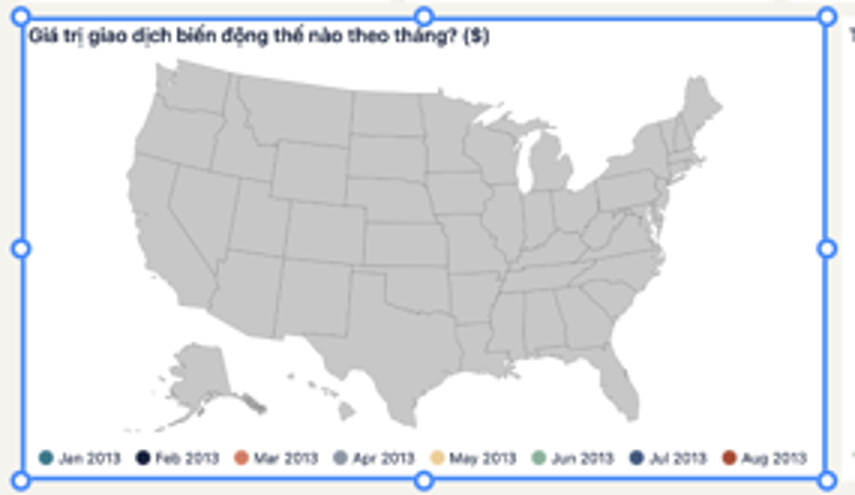 Giá trị giao dịch biến động thế nào theo tháng? ($)
Jan 2013 Feb 2013 Mar 2013 Apr 2013 May 2013 Jun 2013 Jul 2013 Aug 2013